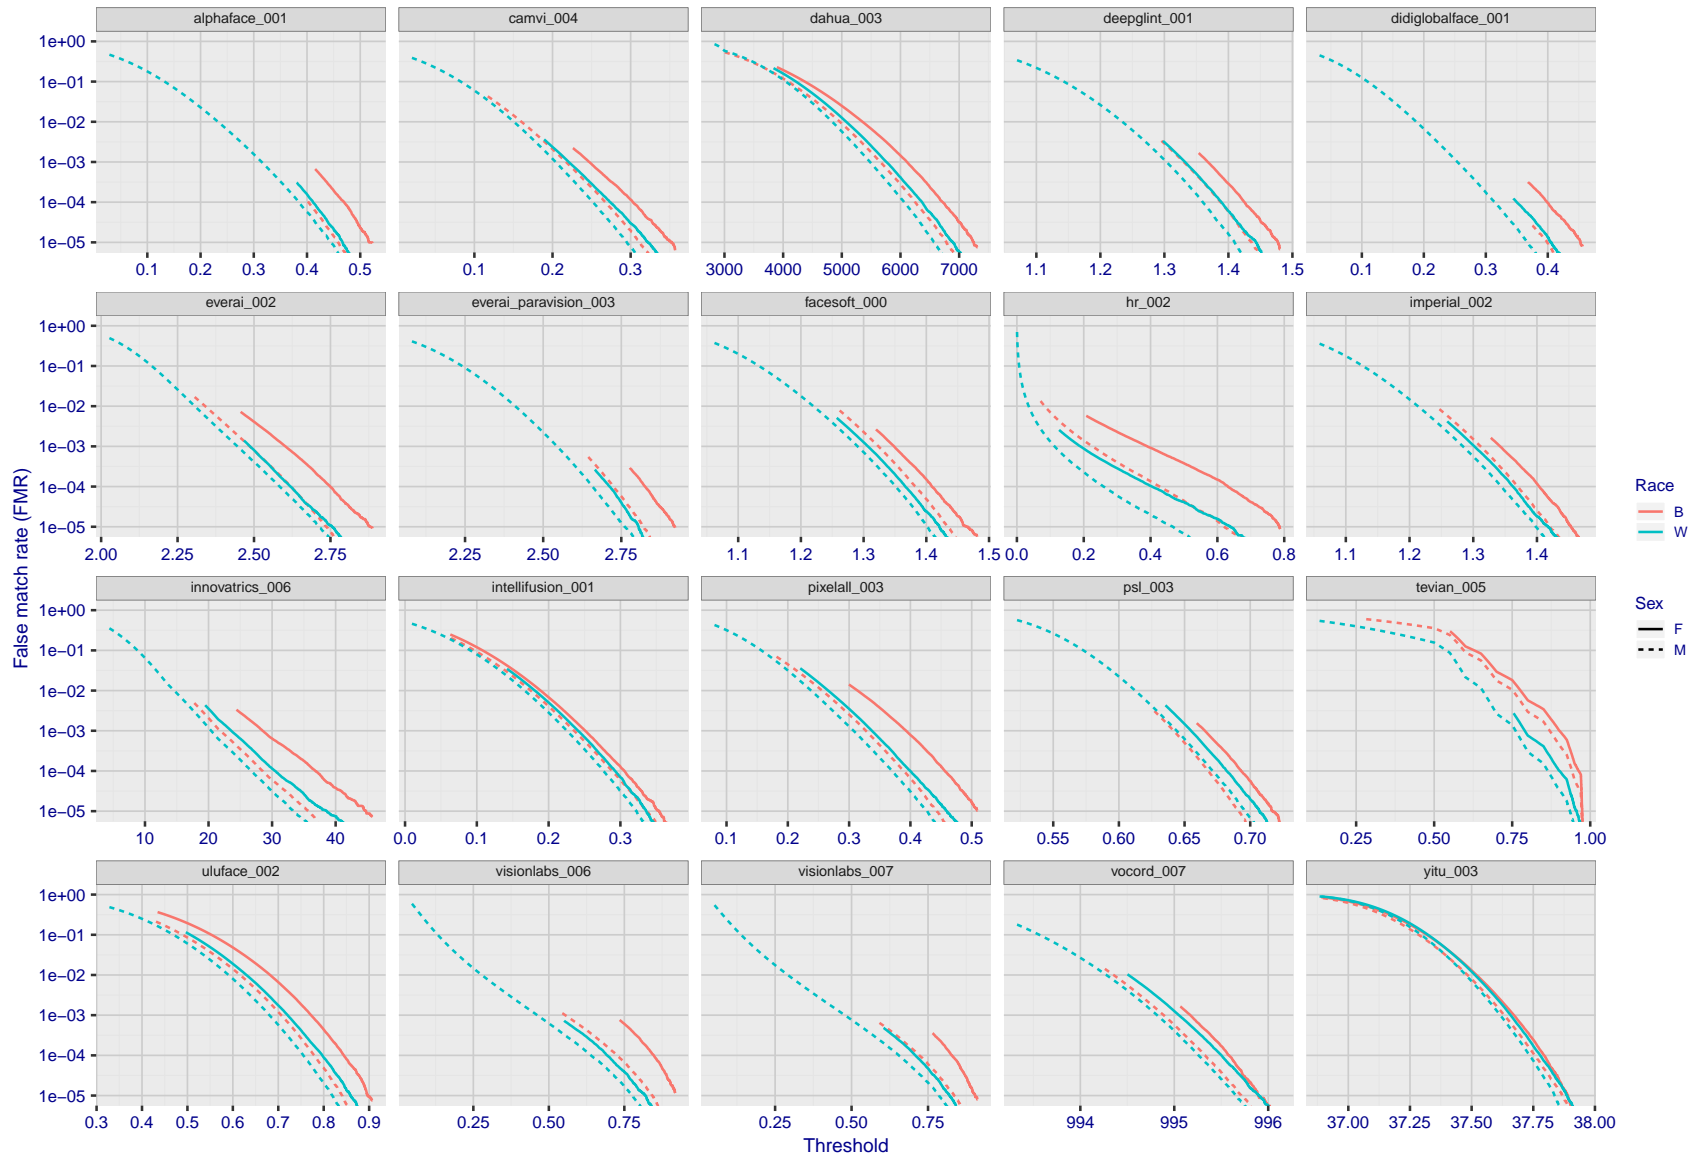 alphaface_001 camvi_004 dahua_003 deepglint_001 didiglobalface_001
1e+00
1e−01
1e−02
1e−03
1e−04
1e−05
0.1 0.2 0.3 0.4 0.5 0.1 0.2 0.3 3000 4000 5000 6000 7000 1.1 1.2 1.3 1.4 1.5 0.1 0.2 0.3 0.4
everai_002 everai_paravision_003 facesoft_000 hr_002 imperial_002
1e+00
1e−01
1e−02
1e−03
1e−04
1e−05
2.00 2.25 2.50 2.75 2.25 2.50 2.75 1.1 1.2 1.3 1.4 1.5 0.0 0.2 0.4 0.6 0.8 1.1 1.2 1.3 1.4
innovatrics_006 intellifusion_001 pixelall_003 psl_003 tevian_005
1e+00
1e−01
1e−02
1e−03
1e−04
1e−05
10 20 30 40 0.0 0.1 0.2 0.3 0.1 0.2 0.3 0.4 0.5 0.55 0.60 0.65 0.70 0.25 0.50 0.75 1.00
uluface_002 visionlabs_006 visionlabs_007 vocord_007 yitu_003
1e+00
1e−01
1e−02
1e−03
1e−04
1e−05
0.3 0.4 0.5 0.6 0.7 0.8 0.9 0.25 0.50 0.75 0.25 0.50 0.75 994 995 996 37.00 37.25 37.50 37.75 38.00
Threshold
False match rate (FMR)
Race
B
W
Sex
F
M